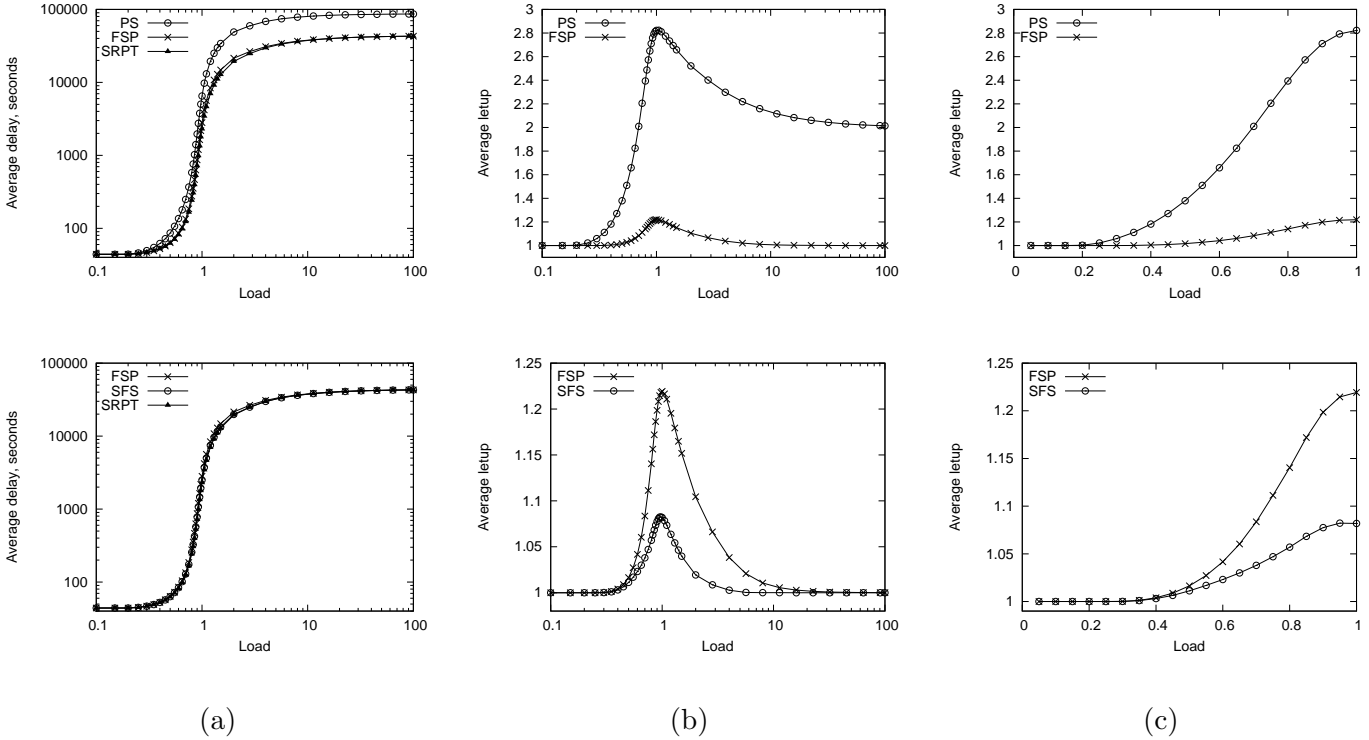 100000
10000
1000
100
0.1 1 10 100
Average delay, seconds
Load
PS
FSP
SRPT
3
2.8
2.6
2.4
2.2
2
1.8
1.6
1.4
1.2
1
0.1 1 10 100
Average letup
Load
PS
FSP
3
2.8
2.6
2.4
2.2
2
1.8
1.6
1.4
1.2
1
0 0.2 0.4 0.6 0.8 1
Average letup
Load
PS
FSP
100000
10000
1000
100
0.1 1 10 100
Average delay, seconds
Load
FSP
SFS
SRPT
1.25
1.2
1.15
1.1
1.05
1
0.1 1 10 100
Average letup
Load
FSP
SFS
1.25
1.2
1.15
1.1
1.05
1
0 0.2 0.4 0.6 0.8 1
Average letup
Load
FSP
SFS
(a) (b) (c)